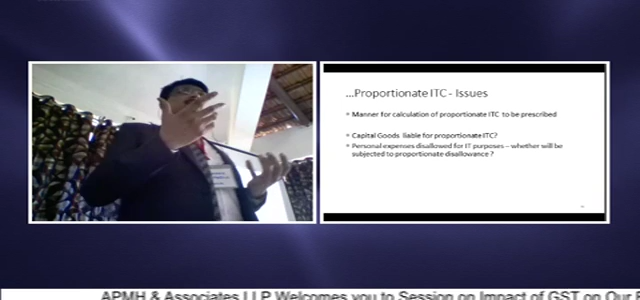 ...Proportionate ITC - Issues
Manner for calculation of proportionate ITC to be prescribed
Capital Goods liable for proportionate ITC?
Personal expenses disallowed for IT purposes – whether will be
subjected to proportionate disallowance ?
APMH & Associates LLP Welcomes you to Session on Impact of GST on Our